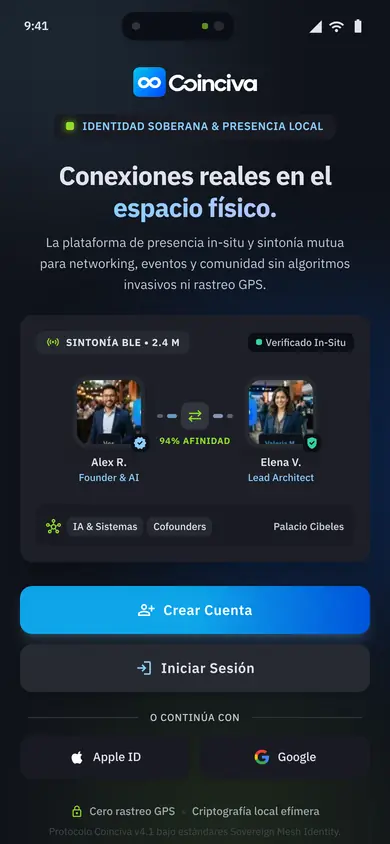 9:41
Coinciva
IDENTIDAD SOBERANA & PRESENCIA LOCAL
Conexiones reales en el
espacio físico.
La plataforma de presencia in-situ y sintonía mutua
para networking, eventos y comunidad sin algoritmos
invasivos ni rastreo GPS.
SINTONÍA BLE • 2.4 M
Verificado In-Situ
94% AFINIDAD
Alex R.
Elena V.
Founder & AI
Lead Architect
IA & Sistemas
Cofounders
Palacio Cibeles
Crear Cuenta
Iniciar Sesión
O CONTINÚA CON
Apple ID
Google
Cero rastreo GPS • Criptografía local efímera
Protocolo Coinciva v4.1 bajo estándares Sovereign Mesh Identity.